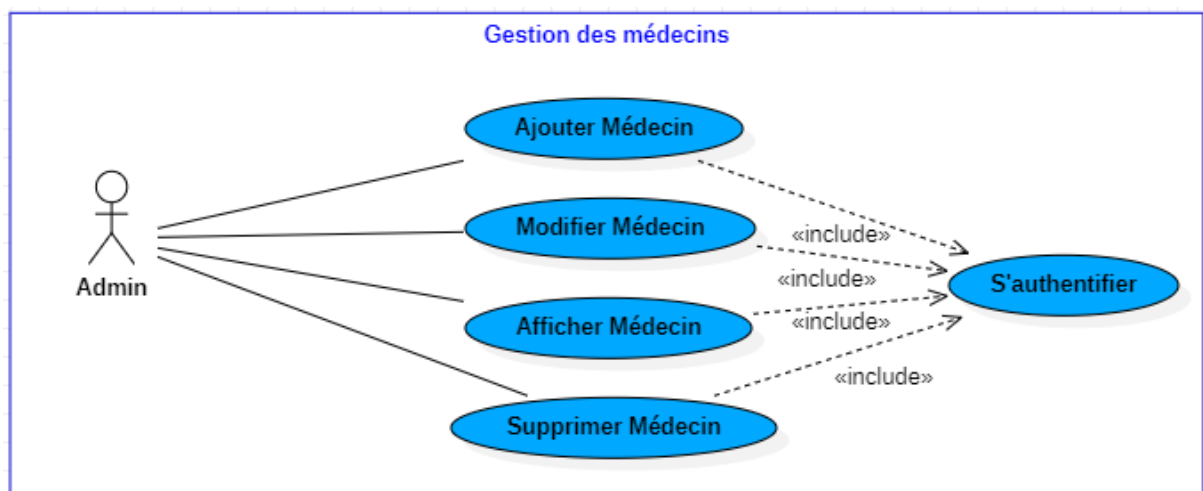 Gestion des médecins
Ajouter Médecin
Modifier Médecin
«include»
Admin
«include»
S'authentifier
Afficher Médecin
«include»
«include»
Supprimer Médecin